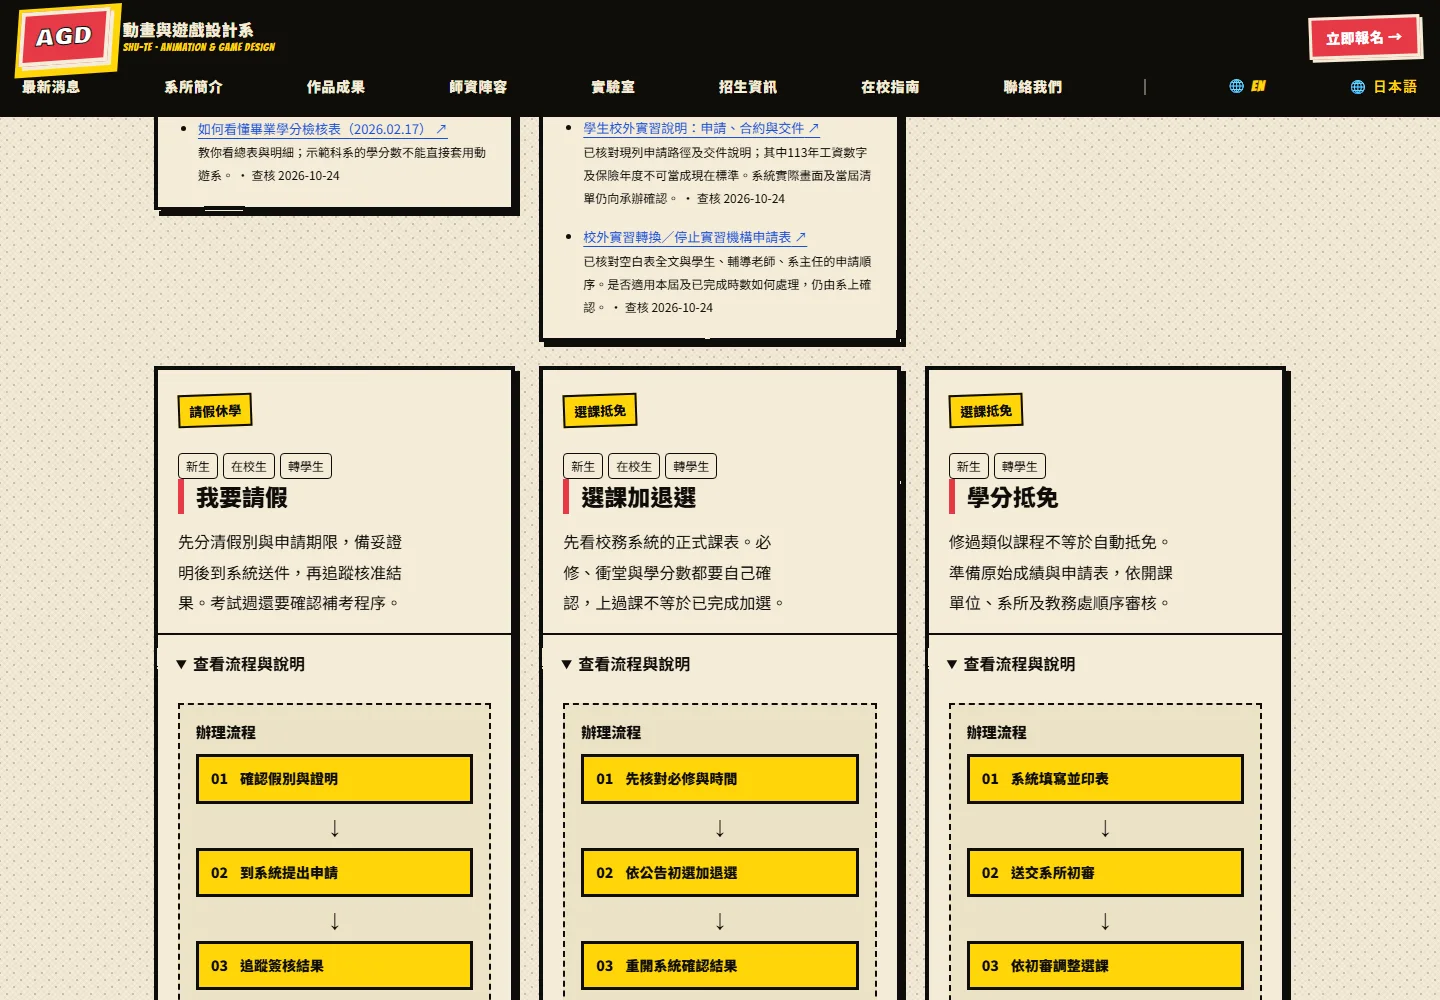 AGD
動畫與遊戲設計系
SHU-TE · ANIMATION & GAME DESIGN
立即報名 →
最新消息
系所簡介
作品成果
師資陣容
實驗室
招生資訊
在校指南
聯絡我們
|
🌐 EN
🌐 日本語
如何看懂畢業學分檢核表（2026.02.17） ↗
教你看總表與明細；示範科系的學分數不能直接套用動
遊系。 · 查核 2026-10-24
學生校外實習說明：申請、合約與交件 ↗
已核對現列申請路徑及交件說明；其中113年工資數字
及保險年度不可當成現在標準。系統實際畫面及當屆清
單仍向承辦確認。 · 查核 2026-10-24
校外實習轉換／停止實習機構申請表 ↗
已核對空白表全文與學生、輔導老師、系主任的申請順
序。是否適用本屆及已完成時數如何處理，仍由系上確
認。 · 查核 2026-10-24
請假休學
新生
在校生
轉學生
我要請假
先分清假別與申請期限，備妥證
明後到系統送件，再追蹤核准結
果。考試週還要確認補考程序。
▼ 查看流程與說明
辦理流程
01 確認假別與證明
↓
02 到系統提出申請
↓
03 追蹤簽核結果
選課抵免
新生
在校生
轉學生
選課加退選
先看校務系統的正式課表。必
修、衝堂與學分數都要自己確
認，上過課不等於已完成加選。
▼ 查看流程與說明
辦理流程
01 先核對必修與時間
↓
02 依公告初選加退選
↓
03 重開系統確認結果
選課抵免
新生
轉學生
學分抵免
修過類似課程不等於自動抵免。
準備原始成績與申請表，依開課
單位、系所及教務處順序審核。
▼ 查看流程與說明
辦理流程
01 系統填寫並印表
↓
02 送交系所初審
↓
03 依初審調整選課